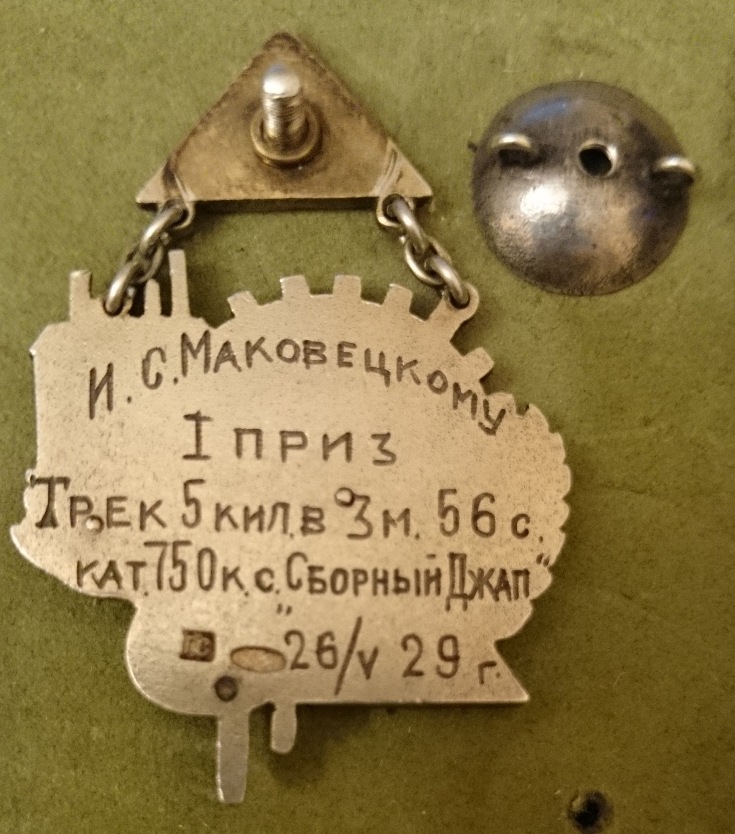 И.С.МАКОВЕЦКОМУ
I ПРИЗ
ТРЕК 5 КИЛ. В 3 М. 56 С.
КАТ. 750 К.С. „СБОРНЫЙ ДЖАП"
26/V 29 г.